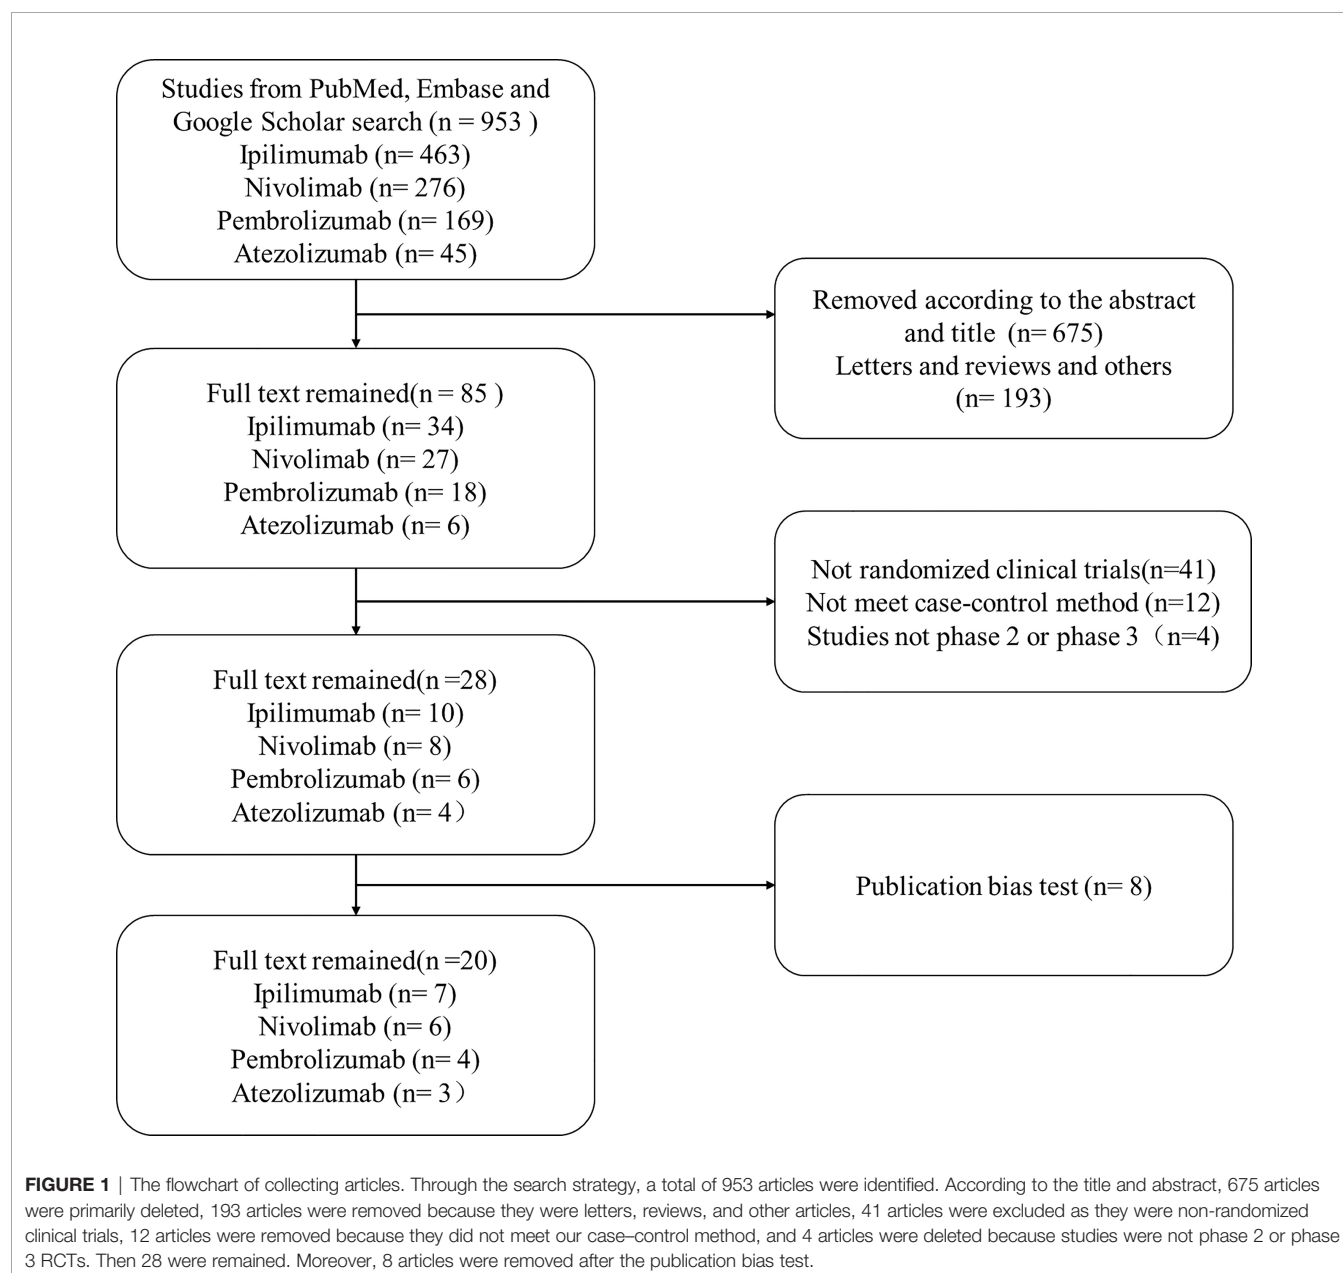 Studies from PubMed, Embase and
Google Scholar search (n = 953 )
Ipilimumab (n= 463)
Nivolimab (n= 276)
Pembrolizumab (n= 169)
Atezolizumab (n= 45)
Removed according to the abstract
and title (n= 675)
Letters and reviews and others
(n= 193)
Full text remained(n = 85 )
Ipilimumab (n= 34)
Nivolimab (n= 27)
Pembrolizumab (n= 18)
Atezolizumab (n= 6)
Not randomized clinical trials(n=41)
Not meet case-control method (n=12)
Studies not phase 2 or phase 3（n=4)
Full text remained(n =28)
Ipilimumab (n= 10)
Nivolimab (n= 8)
Pembrolizumab (n= 6)
Atezolizumab (n= 4）
Publication bias test (n= 8)
Full text remained(n =20)
Ipilimumab (n= 7)
Nivolimab (n= 6)
Pembrolizumab (n= 4)
Atezolizumab (n= 3）
FIGURE 1 | The flowchart of collecting articles. Through the search strategy, a total of 953 articles were identified. According to the title and abstract, 675 articles
were primarily deleted, 193 articles were removed because they were letters, reviews, and other articles, 41 articles were excluded as they were non-randomized
clinical trials, 12 articles were removed because they did not meet our case–control method, and 4 articles were deleted because studies were not phase 2 or phase
3 RCTs. Then 28 were remained. Moreover, 8 articles were removed after the publication bias test.